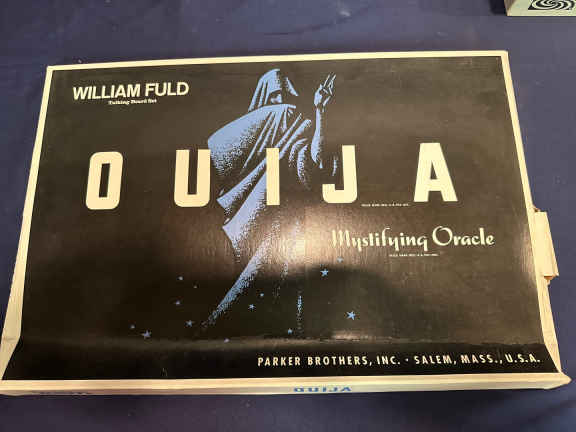 WILLIAM FULD
Talking Board Set
OUIJA
Mystifying Oracle
PARKER BROTHERS, INC. · SALEM, MASS., U.S.A.
OUIJA